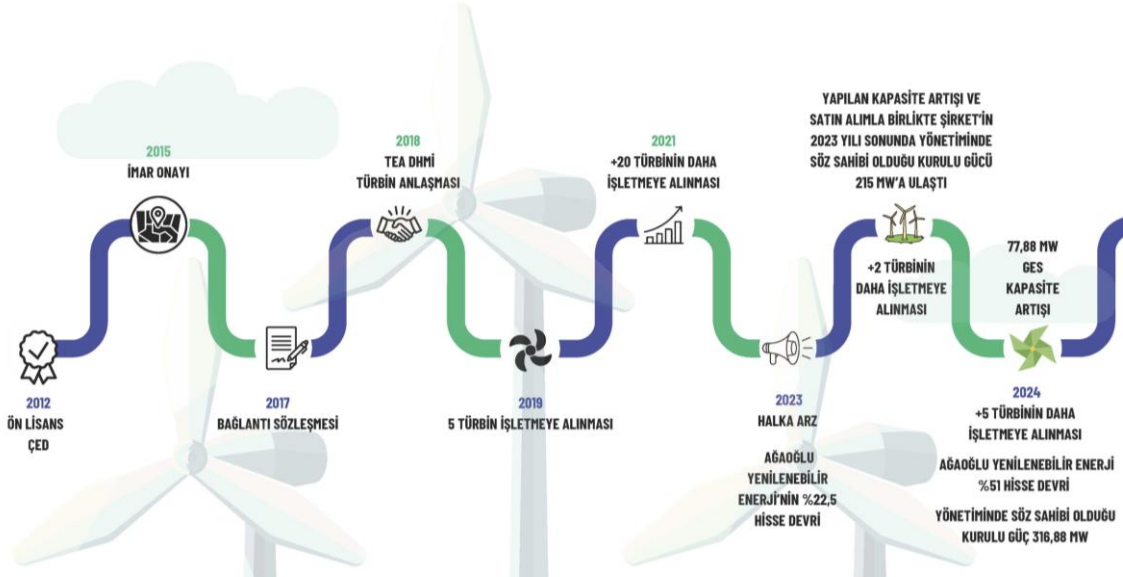 2012
ÖN LİSANS
ÇED
2015
İMAR ONAYI
2017
BAĞLANTI SÖZLEŞMESİ
2018
TEA DHMİ
TÜRBİN ANLAŞMASI
2019
5 TÜRBİN İŞLETMEYE ALINMASI
2021
+20 TÜRBİNİN DAHA
İŞLETMEYE ALINMASI
2023
HALKA ARZ
AĞAOĞLU
YENİLENEBİLİR
ENERJİ'NİN %22,5
HİSSE DEVRİ
YAPILAN KAPASİTE ARTIŞI VE
SATIN ALIMLA BİRLİKTE ŞİRKET'İN
2023 YILI SONUNDA YÖNETİMİNDE
SÖZ SAHİBİ OLDUĞU KURULU GÜCÜ
215 MW'A ULAŞTI
+2 TÜRBİNİN
DAHA İŞLETMEYE
ALINMASI
77,88 MW
GES
KAPASİTE
ARTIŞI
2024
+5 TÜRBİNİN DAHA
İŞLETMEYE ALINMASI
AĞAOĞLU YENİLENEBİLİR ENERJİ
%51 HİSSE DEVRİ
YÖNETİMİNDE SÖZ SAHİBİ OLDUĞU
KURULU GÜÇ 316,88 MW